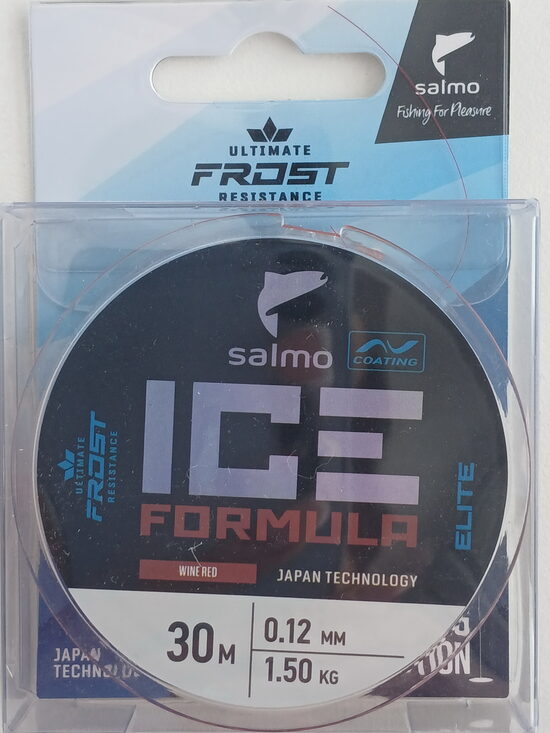 salmo
Fishing For Pleasure
ULTIMATE
FROST
RESISTANCE
salmo
COATING
ICE
FORMULA
ULTIMATE
FROST
RESISTANCE
ELITE
WINE RED
JAPAN TECHNOLOGY
30 M
0.12 MM
1.50 KG
JAPAN